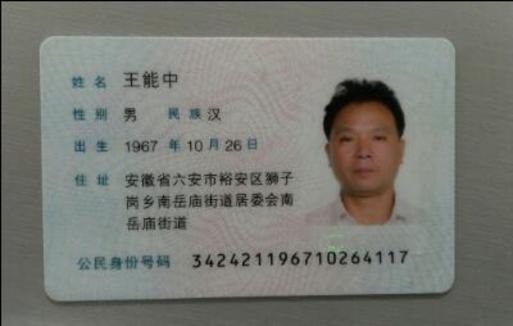 姓名 王能中
性别 男 民族 汉
出生 1967 年 10 月 26 日
住址 安徽省六安市裕安区狮子
岗乡南岳庙街道居委会南
岳庙街道
公民身份号码 342421196710264117